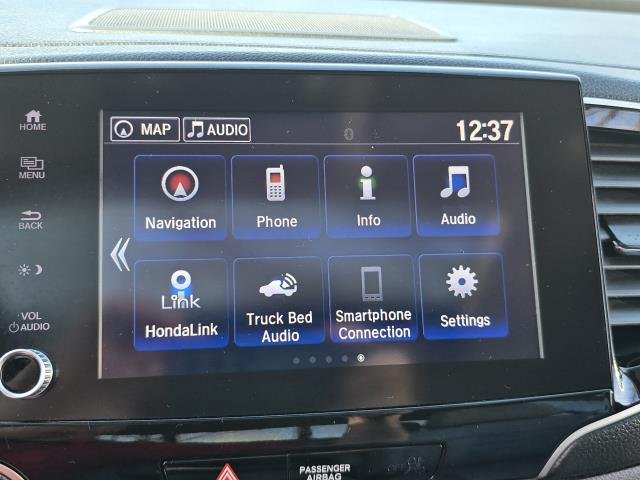 MAP
AUDIO
12:37
HOME
MENU
BACK
VOL
AUDIO
Navigation
Phone
Info
Audio
Link
HondaLink
Truck Bed
Audio
Smartphone
Connection
Settings
PASSENGER
AIRBAG